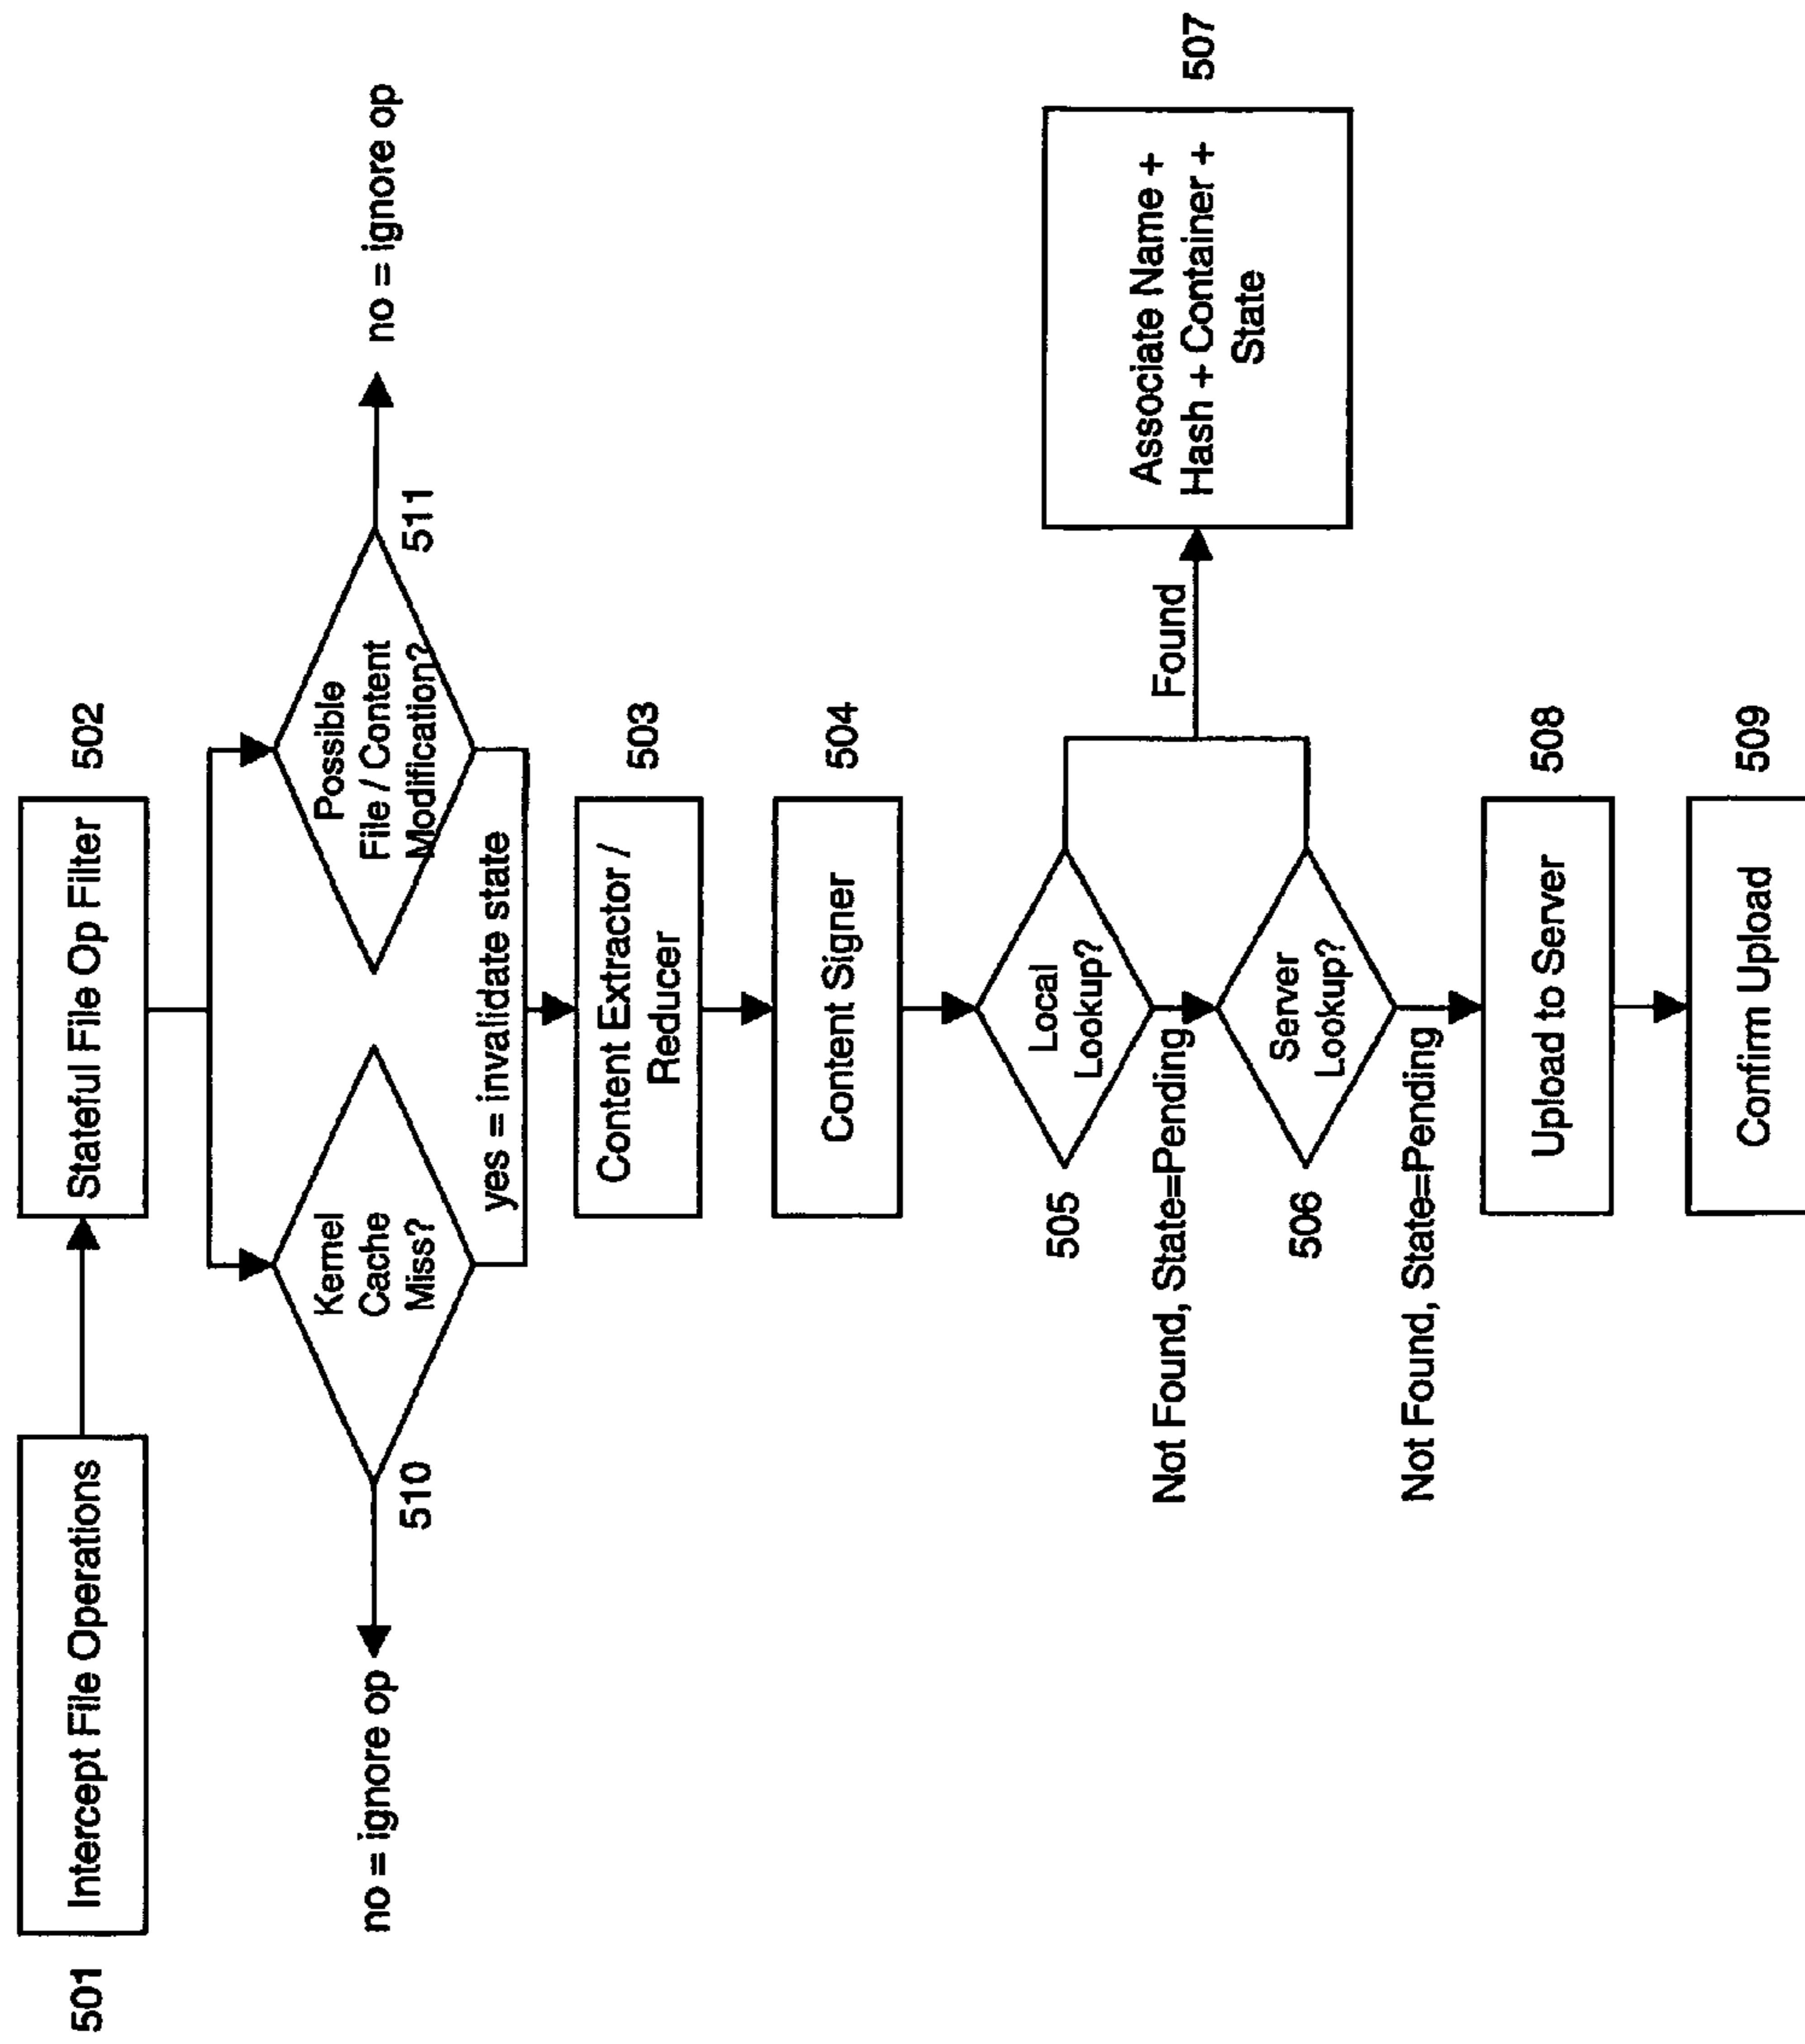 501
Intercept File Operations
Stateful File Op Filter
502
no = ignore op
510
Kernel
Cache
Miss?
Possible
File / Content
Modification?
511
no = ignore op
yes = invalidate state
Content Extractor /
Reducer
503
Content Signer
504
505
Local
Lookup?
Not Found, State=Pending
Found
Associate Name +
Hash + Container +
State
507
506
Server
Lookup?
Not Found, State=Pending
Upload to Server
508
Confirm Upload
509